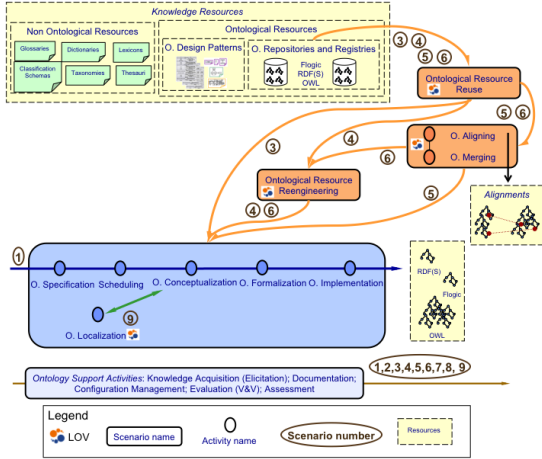 Knowledge Resources
Non Ontological Resources
Glossaries
Dictionaries
Lexicons
Classification
Schemas
Taxonomies
Thesauri
Ontological Resources
O. Design Patterns
O. Repositories and Registries
Flogic
RDF(S)
OWL
3 4
5 6
Ontological Resource
Reuse
5 6
3
4
6
O. Aligning
O. Merging
Ontological Resource
Reengineering
5
4 6
Alignments
1
O. Specification
Scheduling
O. Conceptualization
O. Formalization
O. Implementation
9
O. Localization
RDF(S)
Flogic
OWL
1,2,3,4,5,6,7,8, 9
Ontology Support Activities: Knowledge Acquisition (Elicitation); Documentation;
Configuration Management; Evaluation (V&V); Assessment
Legend
LOV
Scenario name
Activity name
Scenario number
Resources